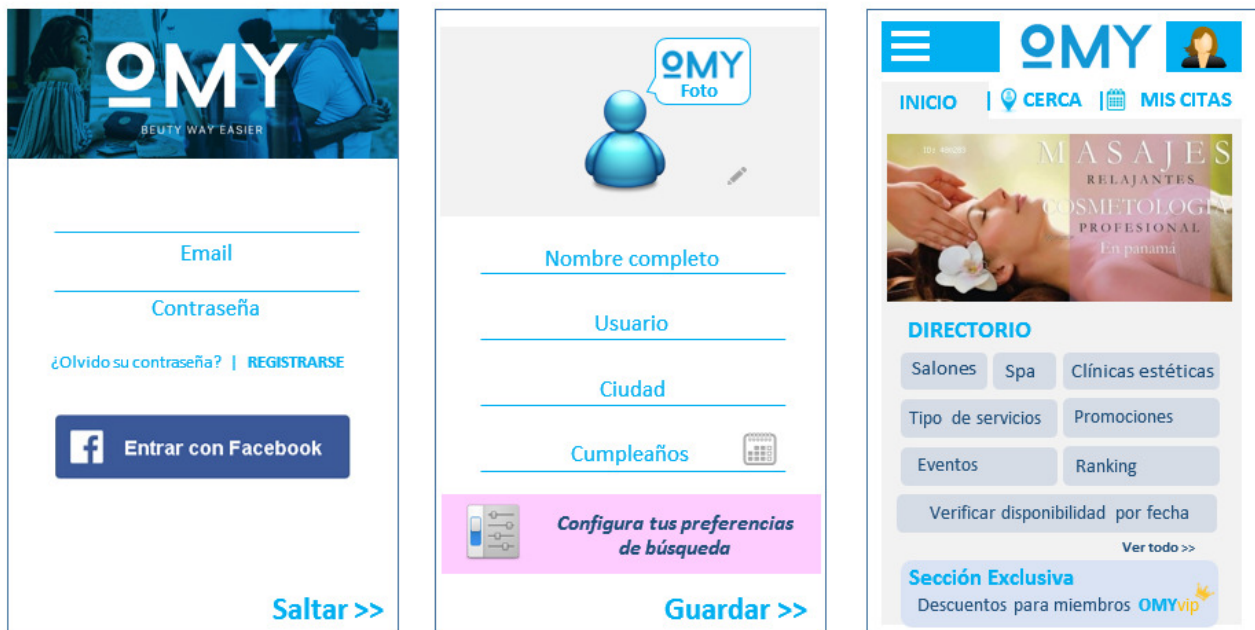 OMY
BEUTY WAY EASIER
Email
Contraseña
¿Olvido su contraseña? | REGISTRARSE
f Entrar con Facebook
Saltar >>
OMY
Foto
Nombre completo
Usuario
Ciudad
Cumpleaños
Configura tus preferencias
de búsqueda
Guardar >>
OMY
INICIO | CERCA | MIS CITAS
ID: 486203
MASAJES
RELAJANTES
COSMETOLOGIA
PROFESIONAL
En panamá
DIRECTORIO
Salones Spa Clínicas estéticas
Tipo de servicios Promociones
Eventos Ranking
Verificar disponibilidad por fecha
Ver todo >>
Sección Exclusiva
Descuentos para miembros OMYvip